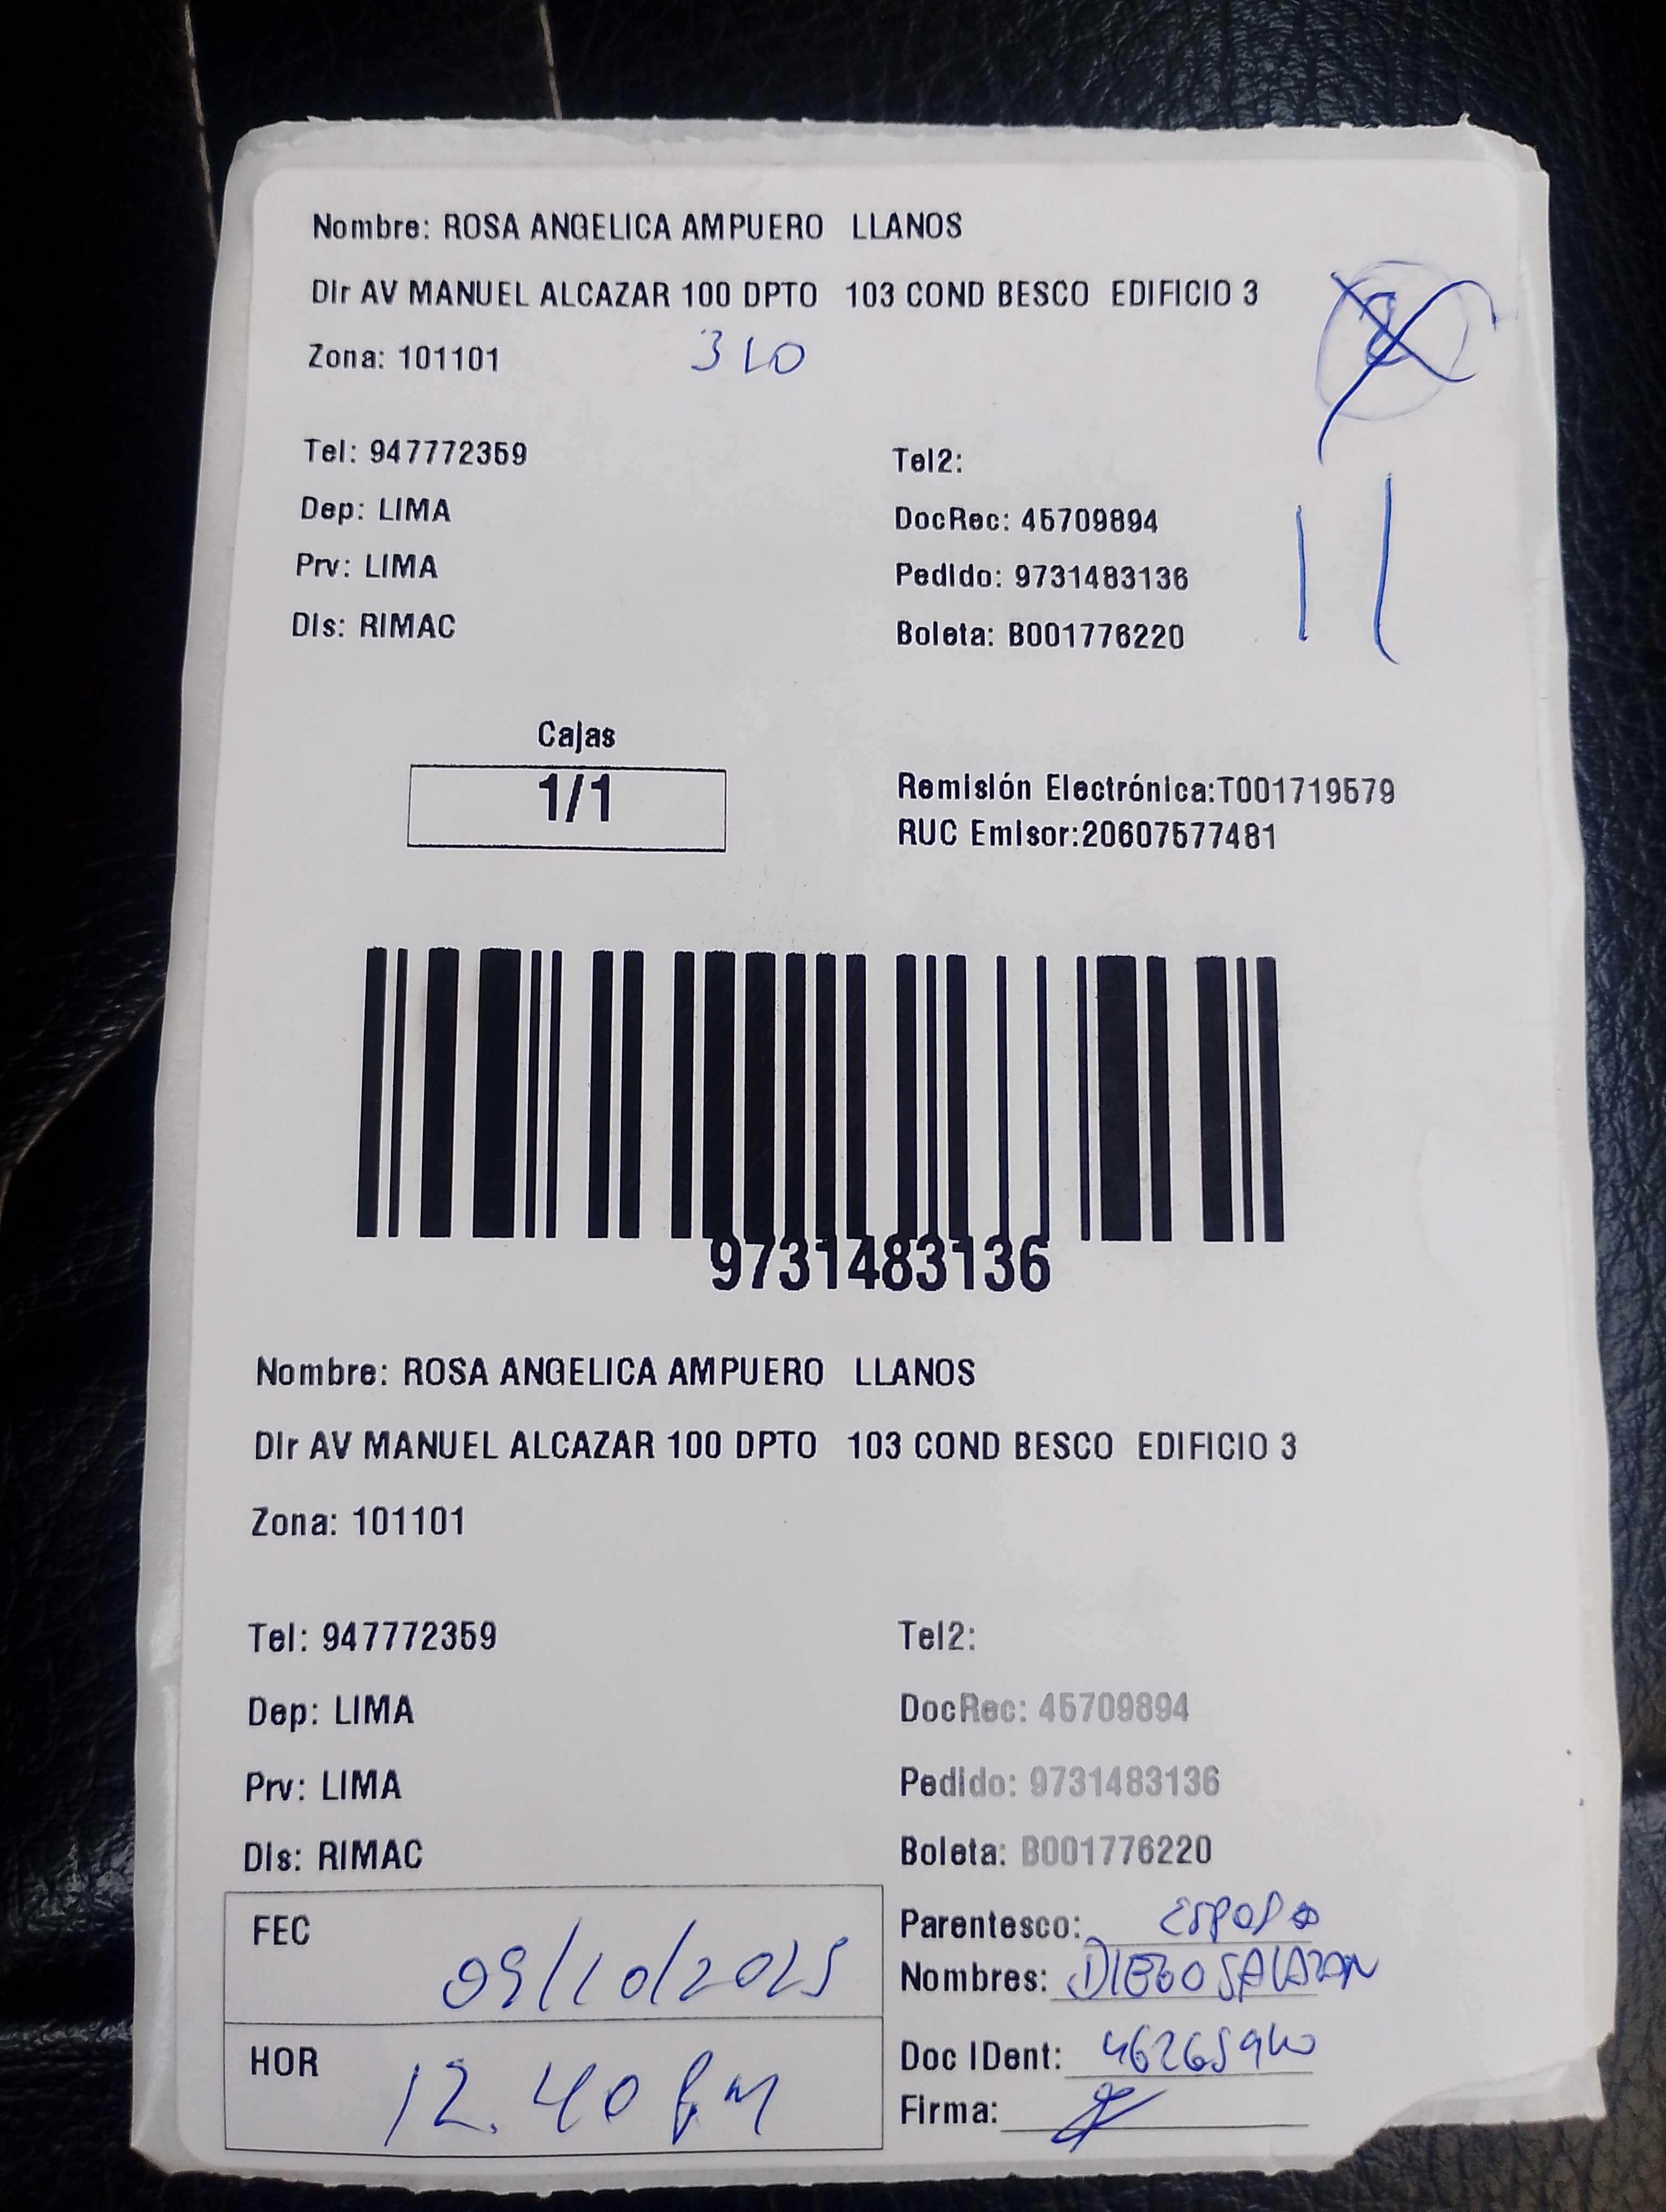 Nombre: ROSA ANGELICA AMPUERO LLANOS
Dir AV MANUEL ALCAZAR 100 DPTO 103 COND BESCO EDIFICIO 3
Zona: 101101
Tel: 947772359 Tel2:
Dep: LIMA DocRec: 45709894
Prv: LIMA Pedido: 9731483136
Dis: RIMAC Boleta: B001776220
11
Cajas
1/1
Remisión Electrónica:T001719579
RUC Emisor:20607577481
9731483136
Nombre: ROSA ANGELICA AMPUERO LLANOS
Dir AV MANUEL ALCAZAR 100 DPTO 103 COND BESCO EDIFICIO 3
Zona: 101101
Tel: 947772359 Tel2:
Dep: LIMA DocRec: 45709894
Prv: LIMA Pedido: 9731483136
Dis: RIMAC Boleta: B001776220
FEC 09/10/2025
Parentesco: ESPOSO
Nombres: DIEGO SALAZAR
HOR 12.40 pm
Doc IDent:
Firma: